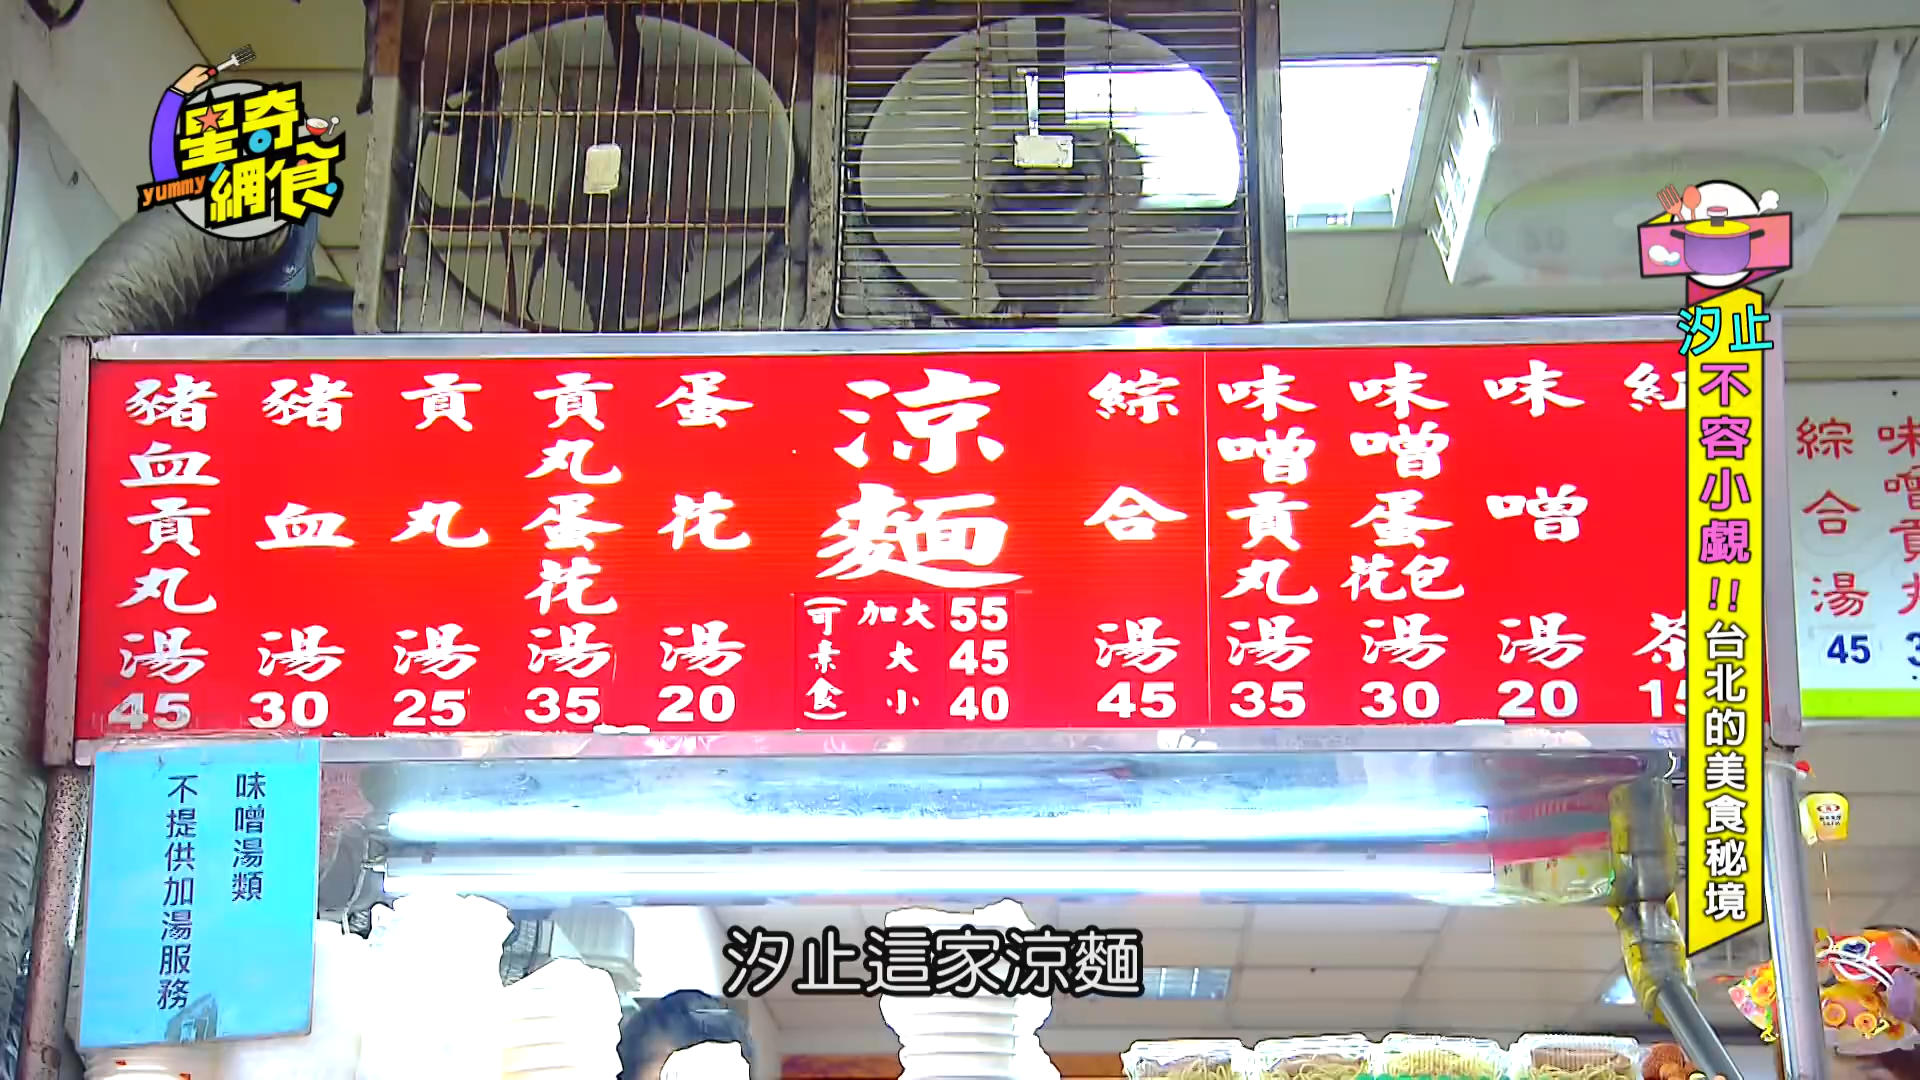 星奇網食
yummy
汐止
不容小覷!!台北的美食秘境
豬血貢丸湯 45
豬血湯 30
貢丸湯 25
貢丸蛋花湯 35
蛋花湯 20
涼麵
(可素食)
加大 55
大 45
小 40
綜合湯 45
味噌貢丸湯 35
味噌蛋花包湯 30
味噌湯 20
紅茶 15
綜合湯 45
味噌貢丸
味噌湯類
不提供加湯服務
汐止這家涼麵